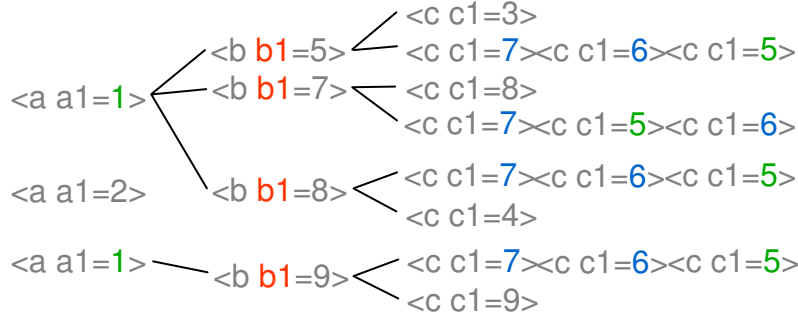 <c c1=3>
<b b1=5> <c c1=7><c c1=6><c c1=5>
<a a1=1> <b b1=7> <c c1=8>
<c c1=7><c c1=5><c c1=6>
<a a1=2> <b b1=8> <c c1=7><c c1=6><c c1=5>
<c c1=4>
<a a1=1> <b b1=9> <c c1=7><c c1=6><c c1=5>
<c c1=9>